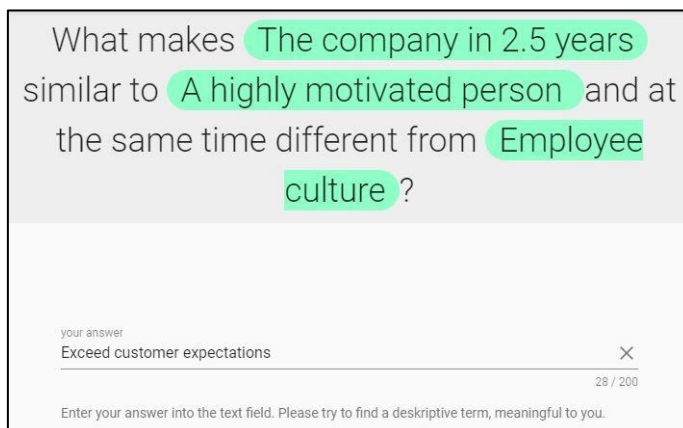 What makes The company in 2.5 years
similar to A highly motivated person and at
the same time different from Employee
culture ?
your answer
Exceed customer expectations
28 / 200
Enter your answer into the text field. Please try to find a deskriptive term, meaningful to you.